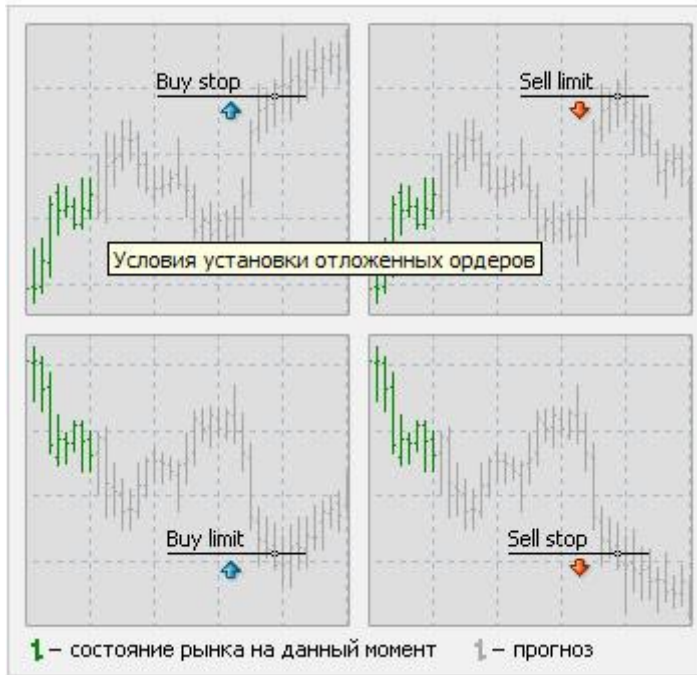 Buy stop
Sell limit
Условия установки отложенных ордеров
Buy limit
Sell stop
– состояние рынка на данный момент
– прогноз